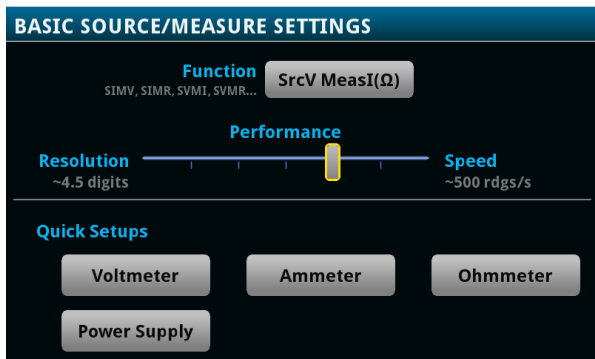 BASIC SOURCE/MEASURE SETTINGS
Function
SIMV, SIMR, SVMI, SVMR...
SrcV MeasI(Ω)
Performance
Resolution
~4.5 digits
Speed
~500 rdgs/s
Quick Setups
Voltmeter
Ammeter
Ohmmeter
Power Supply